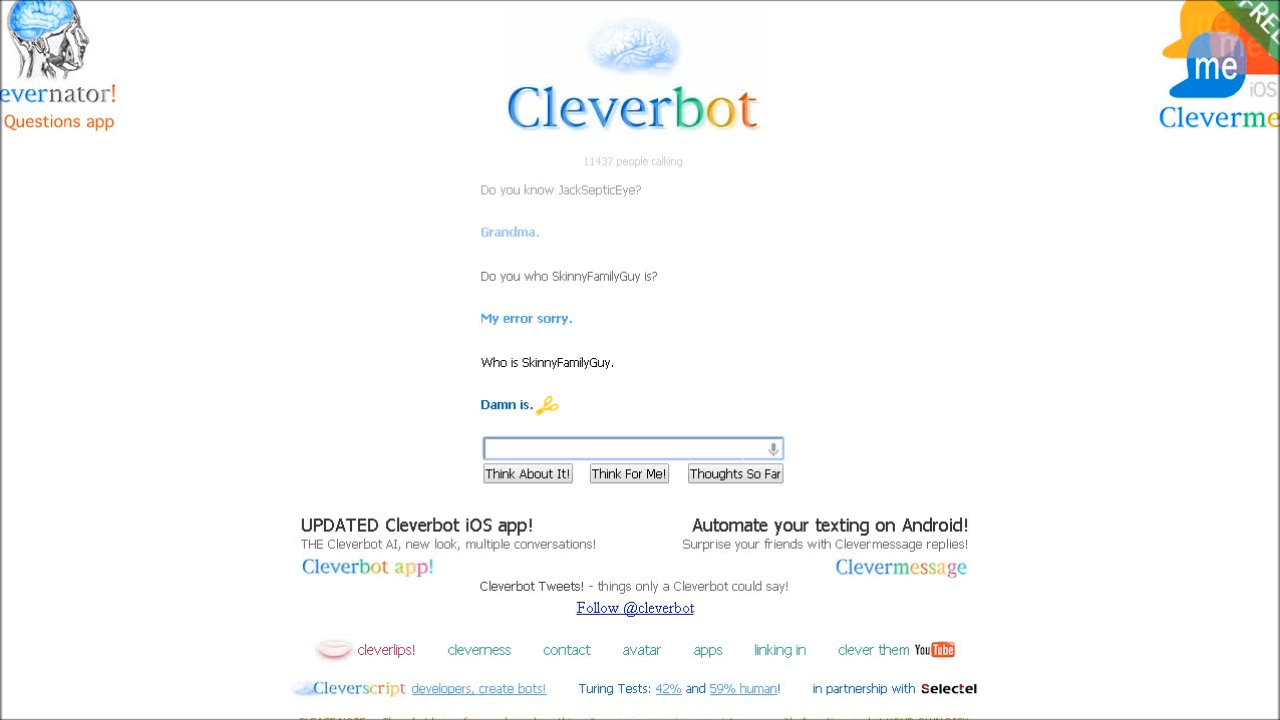 evernator!
Questions app
Cleverbot
FREE
me
me
me
iOS
Cleverme
11437 people talking
Do you know JackSepticEye?
Grandma.
Do you who SkinnyFamilyGuy is?
My error sorry.
Who is SkinnyFamilyGuy.
Damn is.
Think About It! Think For Me! Thoughts So Far
UPDATED Cleverbot iOS app!
THE Cleverbot AI, new look, multiple conversations!
Cleverbot app!
Automate your texting on Android!
Surprise your friends with Clevermessage replies!
Clevermessage
Cleverbot Tweets! - things only a Cleverbot could say!
Follow @cleverbot
cleverlips! cleverness contact avatar apps linking in clever them YouTube
Cleverscript developers, create bots! Turing Tests: 42% and 59% human! in partnership with Selectel